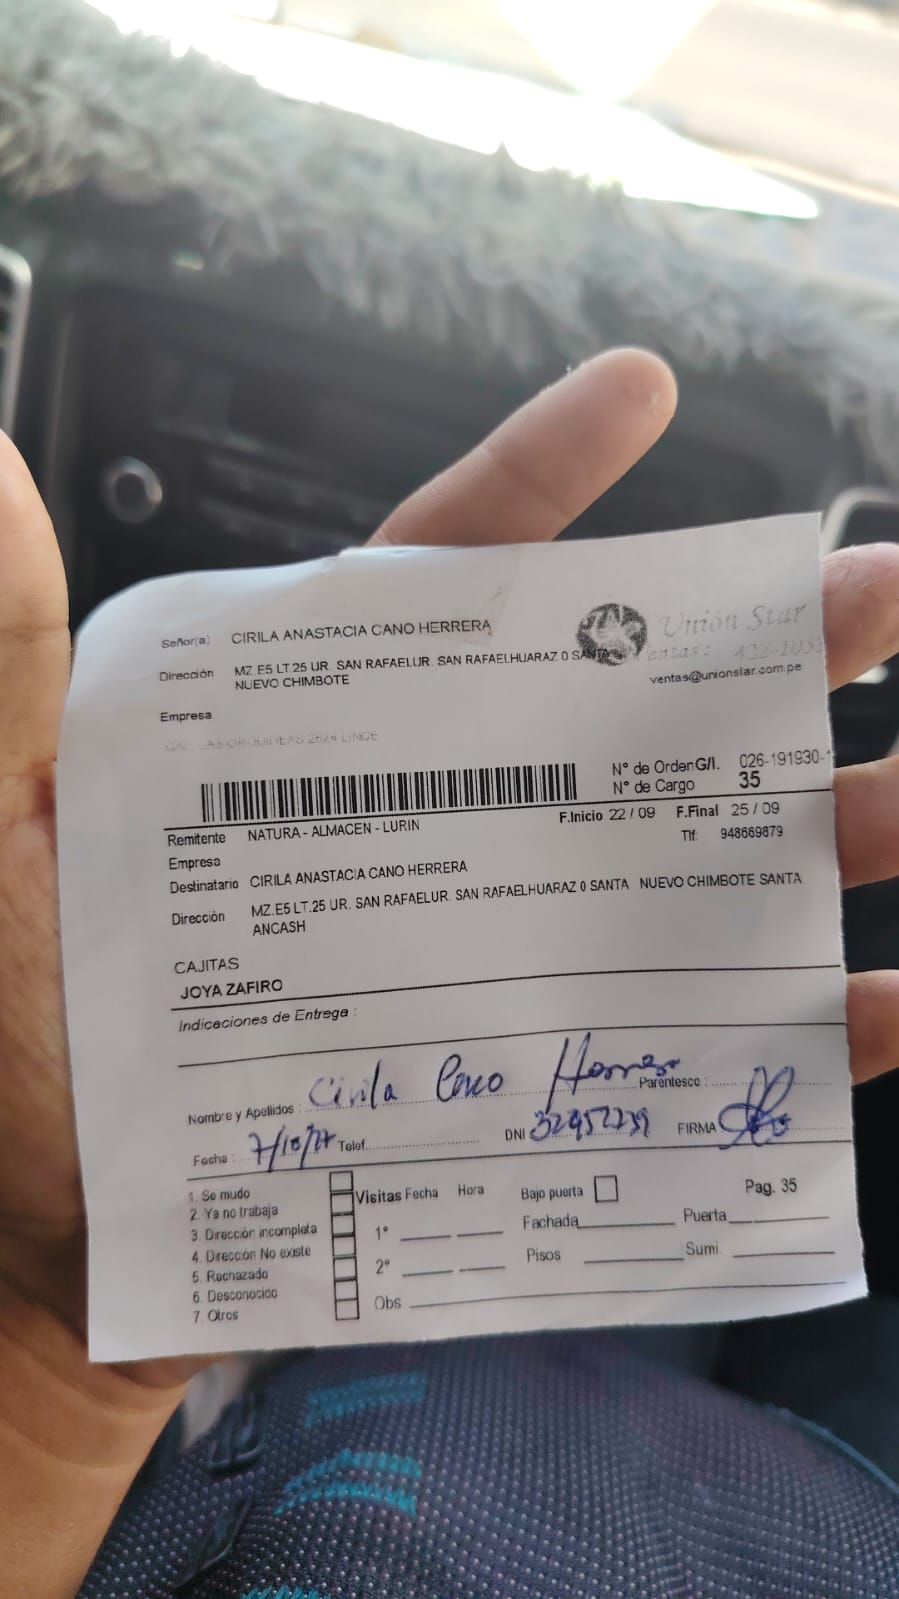 Señor(a) CIRILA ANASTACIA CANO HERRERA
Unión Star
Dirección MZ.E5 LT.25 UR. SAN RAFAELUR. SAN RAFAELHUARAZ 0 SANTA
NUEVO CHIMBOTE
ventas@unionstar.com.pe
Empresa
LAS ORQUIDEAS 2624 LINCE
N° de Orden G/I. 026-191930-
N° de Cargo 35
F.Inicio 22 / 09 F.Final 25 / 09
Remitente NATURA - ALMACEN - LURIN
Tlf: 948669879
Empresa
Destinatario CIRILA ANASTACIA CANO HERRERA
Dirección MZ.E5 LT.25 UR. SAN RAFAELUR. SAN RAFAELHUARAZ 0 SANTA NUEVO CHIMBOTE SANTA
ANCASH
CAJITAS
JOYA ZAFIRO
Indicaciones de Entrega :
Nombre y Apellidos : Cirila Cano Herrera Parentesco :
Fecha : Telef. DNI 32952239 FIRMA
1. Se mudo
2. Ya no trabaja
3. Dirección incompleta
4. Dirección No existe
5. Rechazado
6. Desconocido
7. Otros
Visitas Fecha Hora Bajo puerta Pag. 35
1° Fachada Puerta
2° Pisos Sumi.
Obs